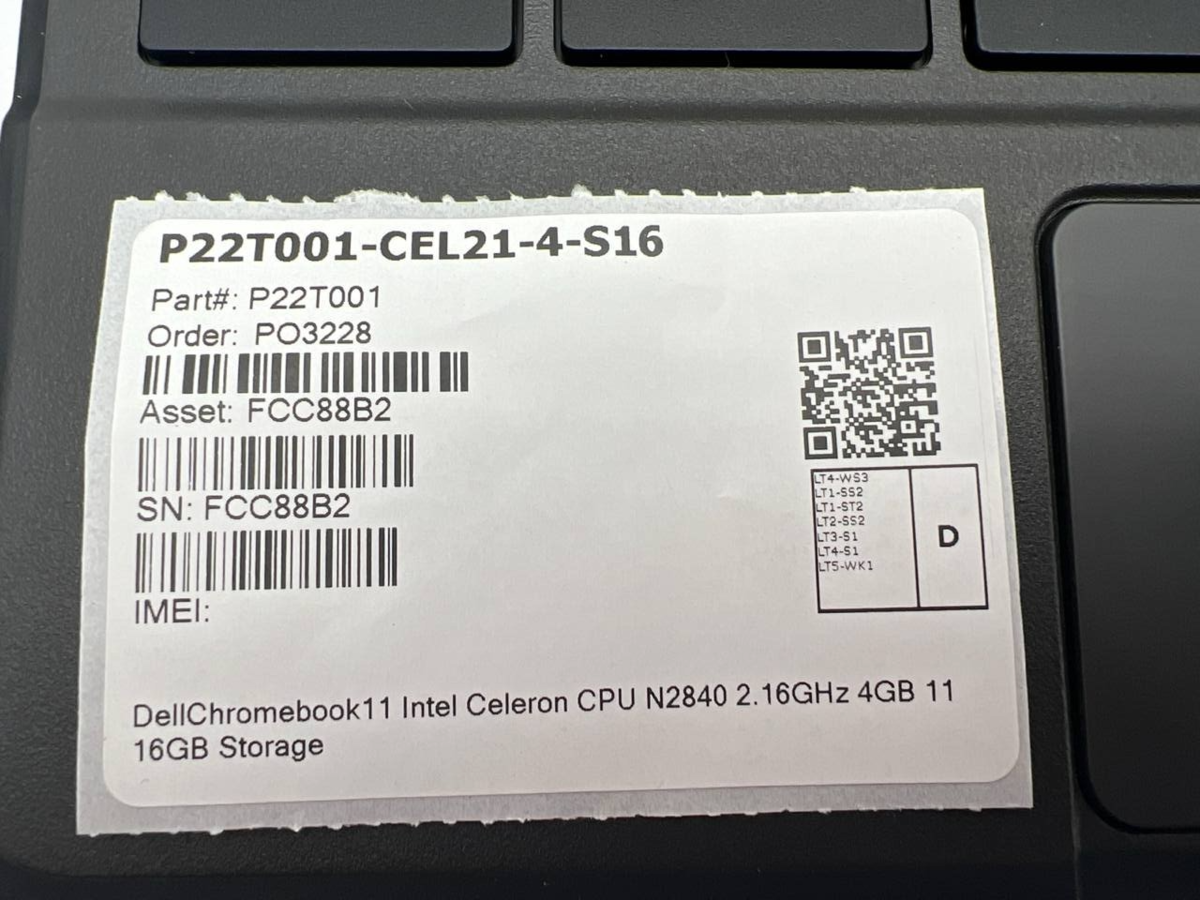 P22T001-CEL21-4-S16
Part#: P22T001
Order: PO3228
Asset: FCC88B2
SN: FCC88B2
IMEI:
LT4-WS3
LT1-SS2
LT1-ST2
LT2-SS2
LT3-S1
LT4-S1
LT5-WK1
D
DellChromebook11 Intel Celeron CPU N2840 2.16GHz 4GB 11
16GB Storage